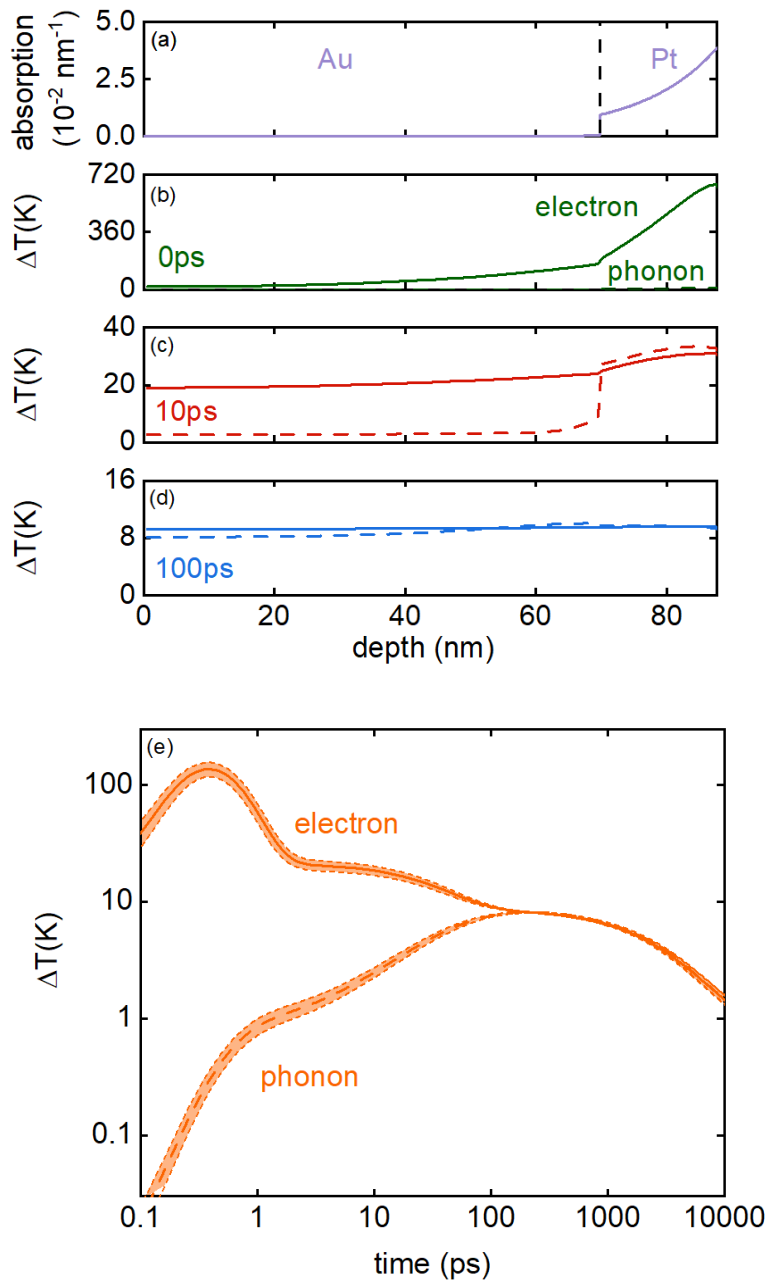 (a)
Au
Pt
absorption
(10⁻² nm⁻¹)
5.0
2.5
0.0
(b)
electron
phonon
0ps
ΔT(K)
720
360
0
(c)
10ps
ΔT(K)
40
20
0
(d)
100ps
ΔT(K)
16
8
0
0 20 40 60 80
depth (nm)
(e)
electron
phonon
ΔT(K)
100
10
1
0.1
0.1 1 10 100 1000 10000
time (ps)